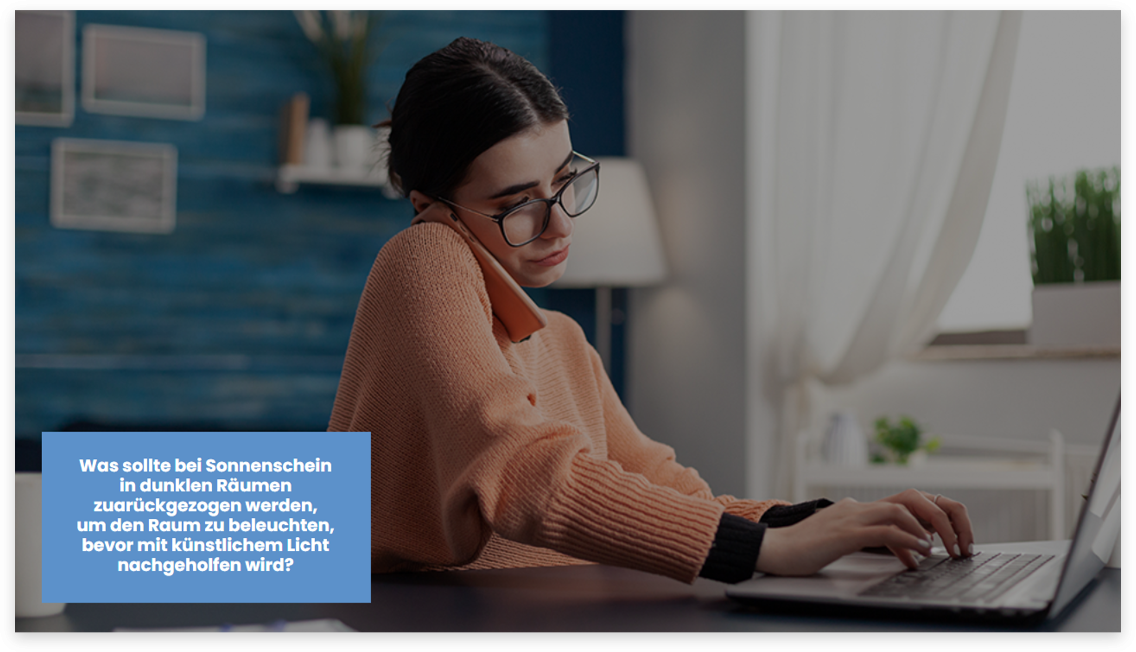 Was sollte bei Sonnenschein
in dunklen Räumen
zuarückgezogen werden,
um den Raum zu beleuchten,
bevor mit künstlichem Licht
nachgeholfen wird?